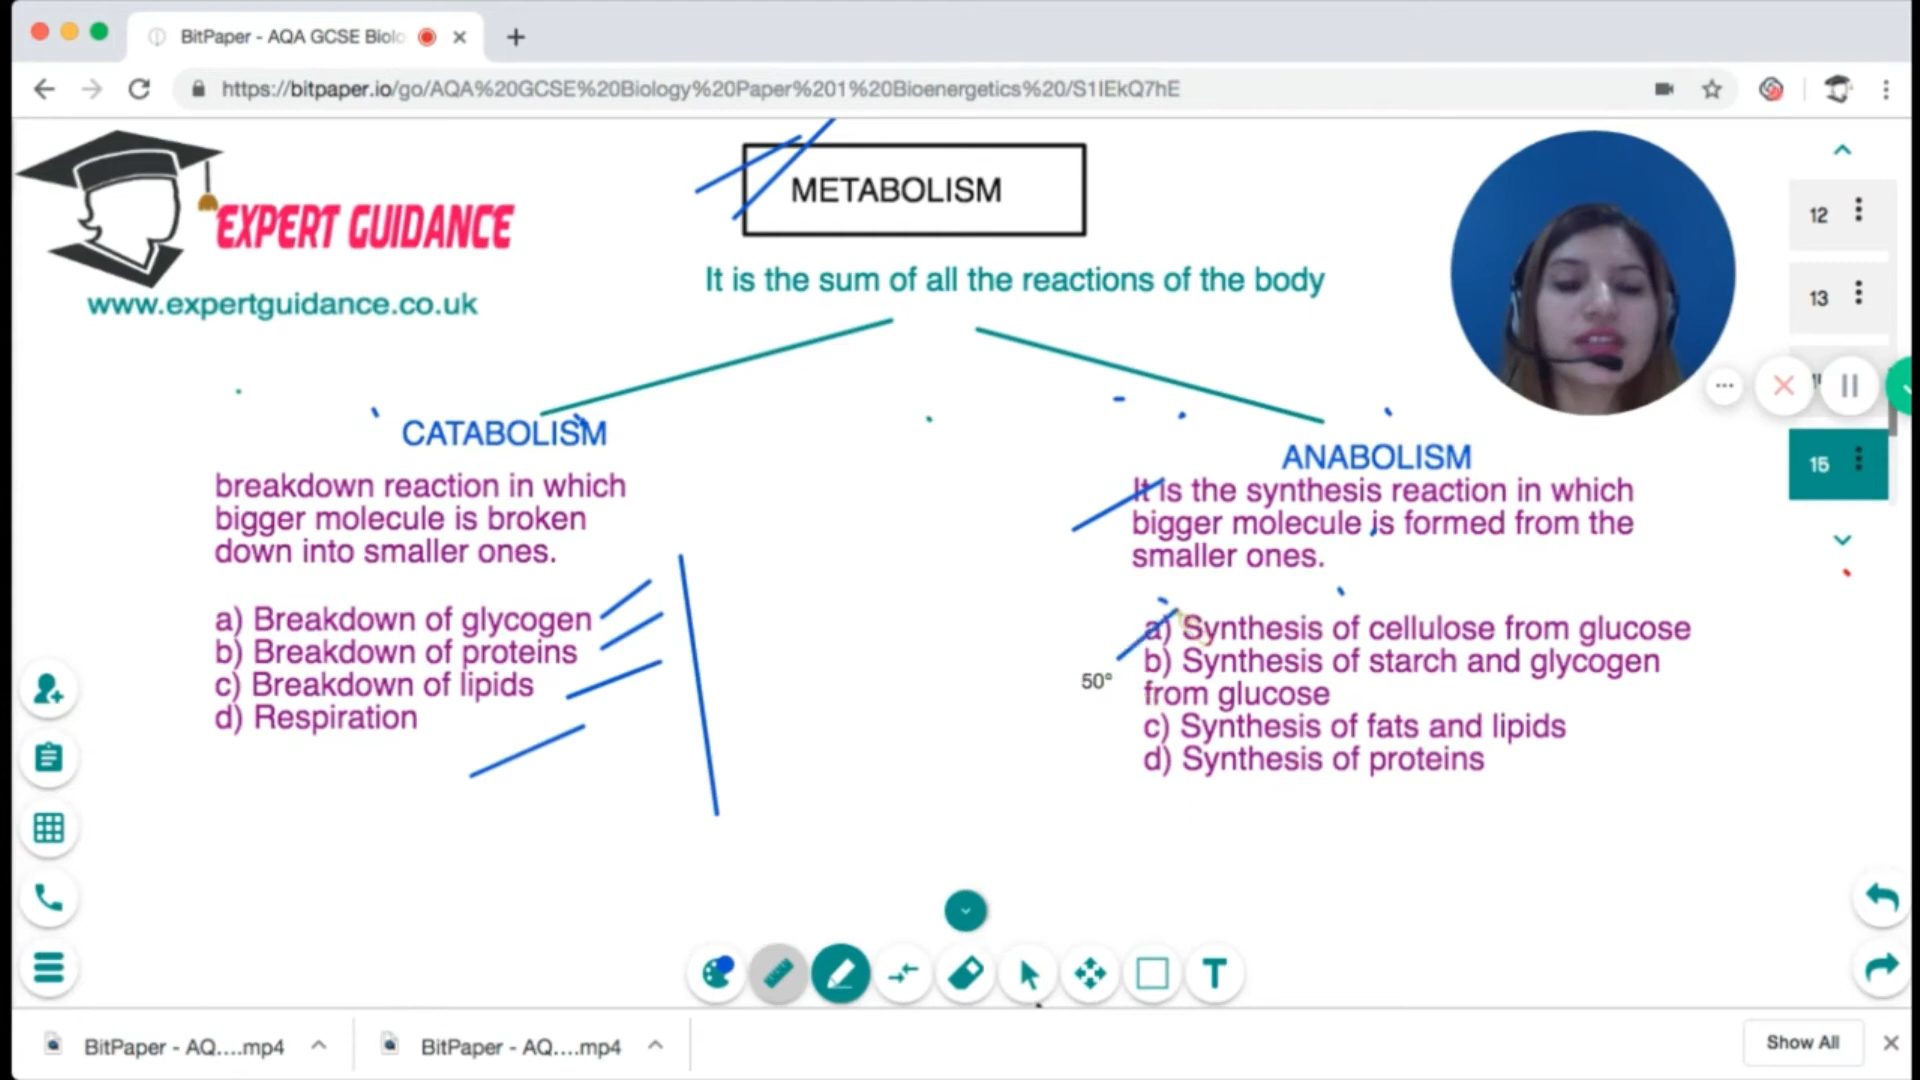 BitPaper - AQA GCSE Biolo
https://bitpaper.io/go/AQA%20GCSE%20Biology%20Paper%201%20Bioenergetics%20/S1IEkQ7hE
EXPERT GUIDANCE
www.expertguidance.co.uk
METABOLISM
It is the sum of all the reactions of the body
CATABOLISM
breakdown reaction in which
bigger molecule is broken
down into smaller ones.
a) Breakdown of glycogen
b) Breakdown of proteins
c) Breakdown of lipids
d) Respiration
ANABOLISM
It is the synthesis reaction in which
bigger molecule is formed from the
smaller ones.
a) Synthesis of cellulose from glucose
b) Synthesis of starch and glycogen
from glucose
c) Synthesis of fats and lipids
d) Synthesis of proteins
50°
12
13
15
T
BitPaper - AQ....mp4
BitPaper - AQ....mp4
Show All